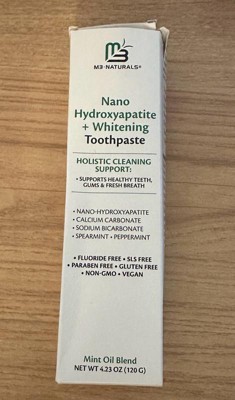 M3
M3·NATURALS®
Nano
Hydroxyapatite
+ Whitening
Toothpaste
HOLISTIC CLEANING
SUPPORT:
• SUPPORTS HEALTHY TEETH,
GUMS & FRESH BREATH
• NANO-HYDROXYAPATITE
• CALCIUM CARBONATE
• SODIUM BICARBONATE
• SPEARMINT • PEPPERMINT
• FLUORIDE FREE • SLS FREE
• PARABEN FREE • GLUTEN FREE
• NON-GMO • VEGAN
Mint Oil Blend
NET WT 4.23 OZ (120 G)